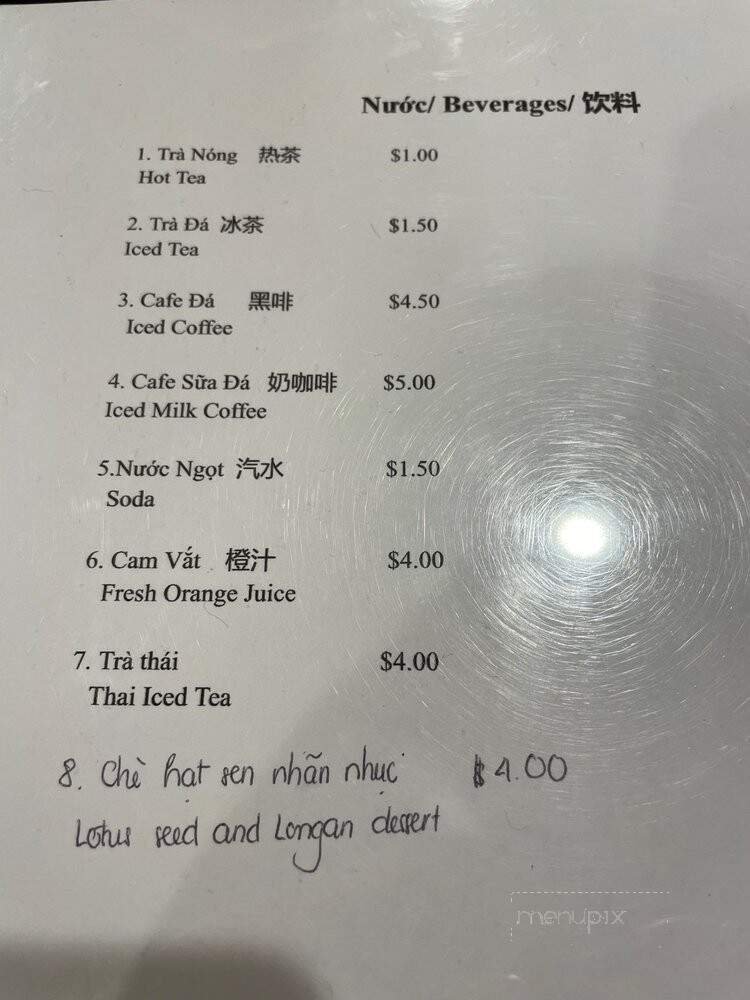 Nước/ Beverages/ 饮料
1. Trà Nóng 热茶 $1.00
Hot Tea
2. Trà Đá 冰茶 $1.50
Iced Tea
3. Cafe Đá 黑啡 $4.50
Iced Coffee
4. Cafe Sữa Đá 奶咖啡 $5.00
Iced Milk Coffee
5.Nước Ngọt 汽水 $1.50
Soda
6. Cam Vắt 橙汁 $4.00
Fresh Orange Juice
7. Trà thái $4.00
Thai Iced Tea
8. Chè hạt sen nhãn nhục $4.00
Lotus seed and Longan dessert
menupix